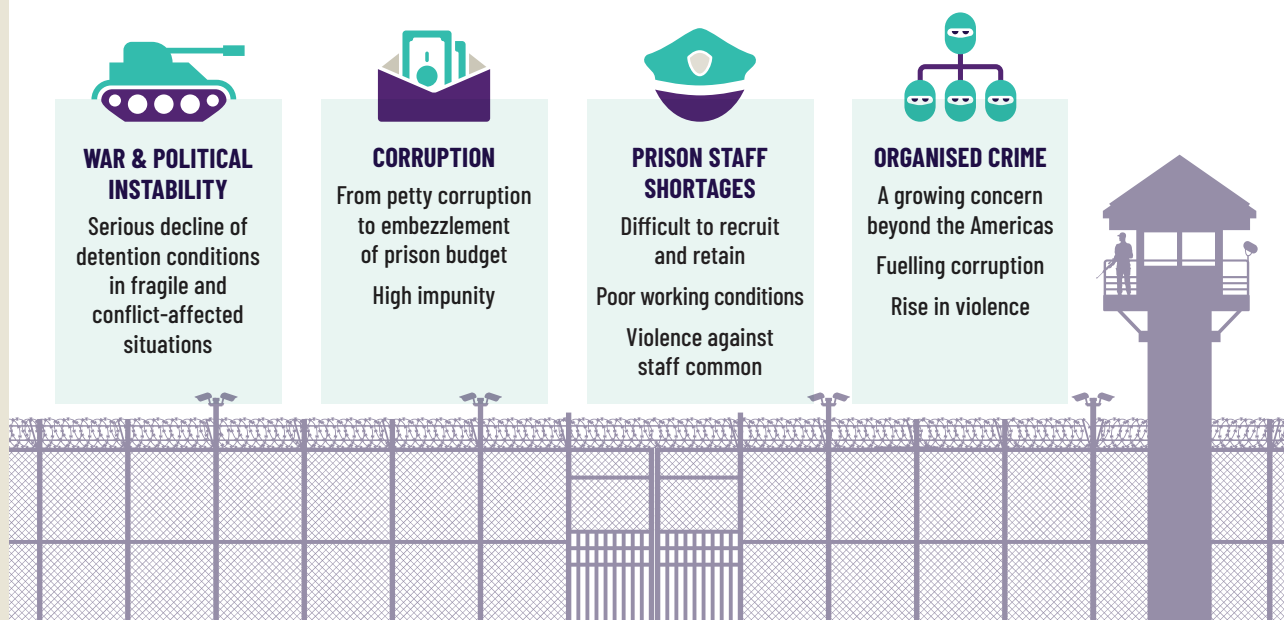 WAR & POLITICAL
INSTABILITY
Serious decline of
detention conditions
in fragile and
conflict-affected
situations
CORRUPTION
From petty corruption
to embezzlement
of prison budget
High impunity
PRISON STAFF
SHORTAGES
Difficult to recruit
and retain
Poor working conditions
Violence against
staff common
ORGANISED CRIME
A growing concern
beyond the Americas
Fuelling corruption
Rise in violence